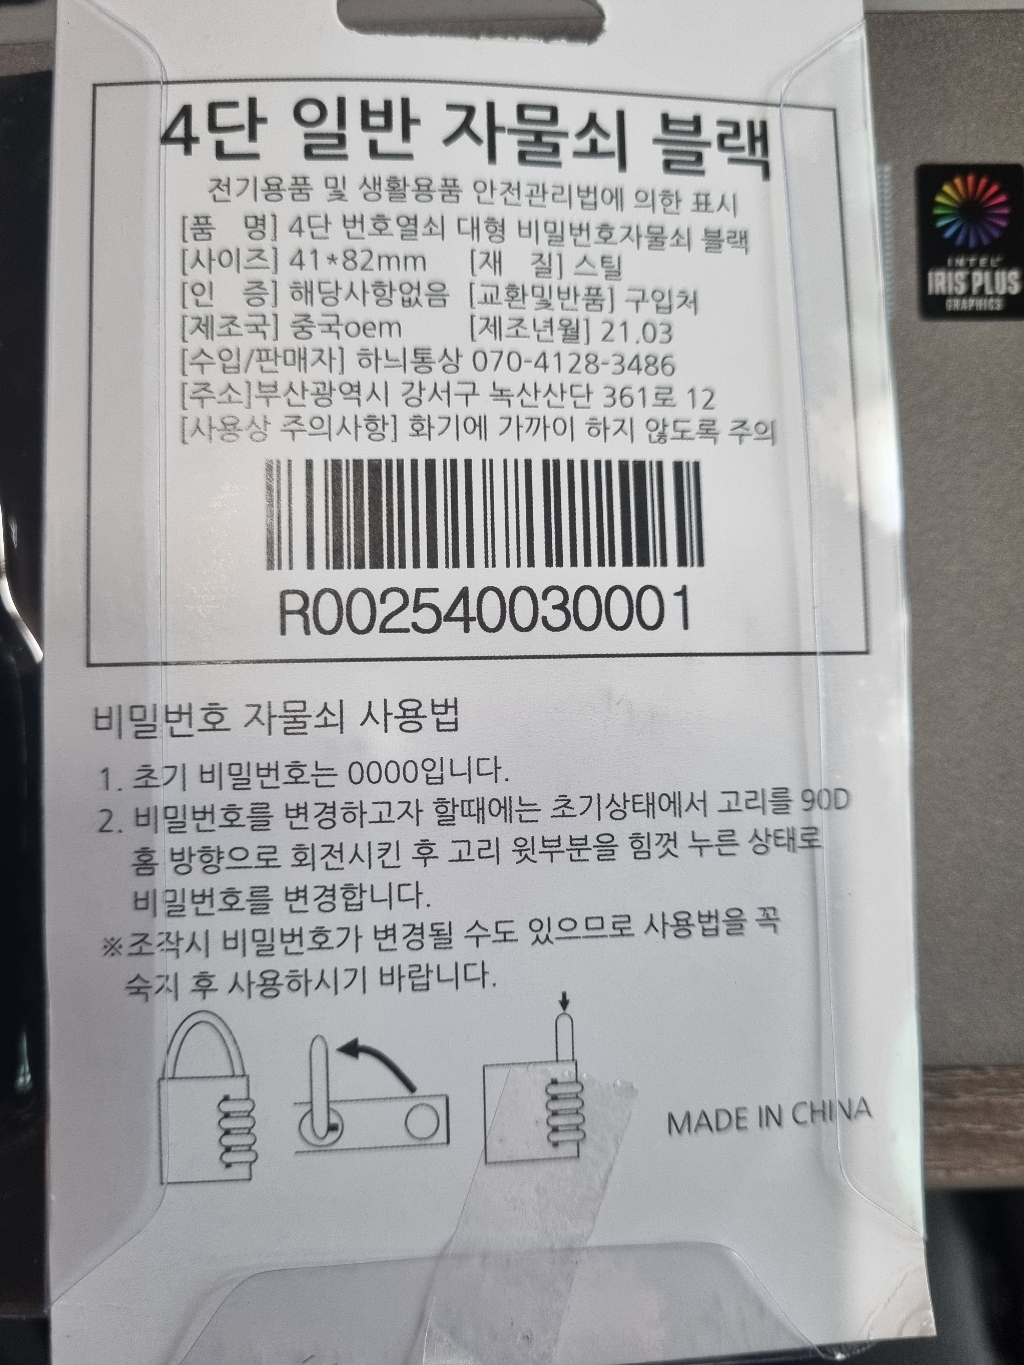 4단 일반 자물쇠 블랙
전기용품 및 생활용품 안전관리법에 의한 표시
[품 명] 4단 번호열쇠 대형 비밀번호자물쇠 블랙
[사이즈] 41*82mm [재 질] 스틸
[인 증] 해당사항없음 [교환및반품] 구입처
[제조국] 중국oem [제조년월] 21.03
[수입/판매자] 하늬통상 070-4128-3486
[주소]부산광역시 강서구 녹산산단 361로 12
[사용상 주의사항] 화기에 가까이 하지 않도록 주의
R002540030001
비밀번호 자물쇠 사용법
1. 초기 비밀번호는 0000입니다.
2. 비밀번호를 변경하고자 할때에는 초기상태에서 고리를 90D
홈 방향으로 회전시킨 후 고리 윗부분을 힘껏 누른 상태로
비밀번호를 변경합니다.
※조작시 비밀번호가 변경될 수도 있으므로 사용법을 꼭
숙지 후 사용하시기 바랍니다.
MADE IN CHINA
INTEL
IRIS PLUS
GRAPHICS